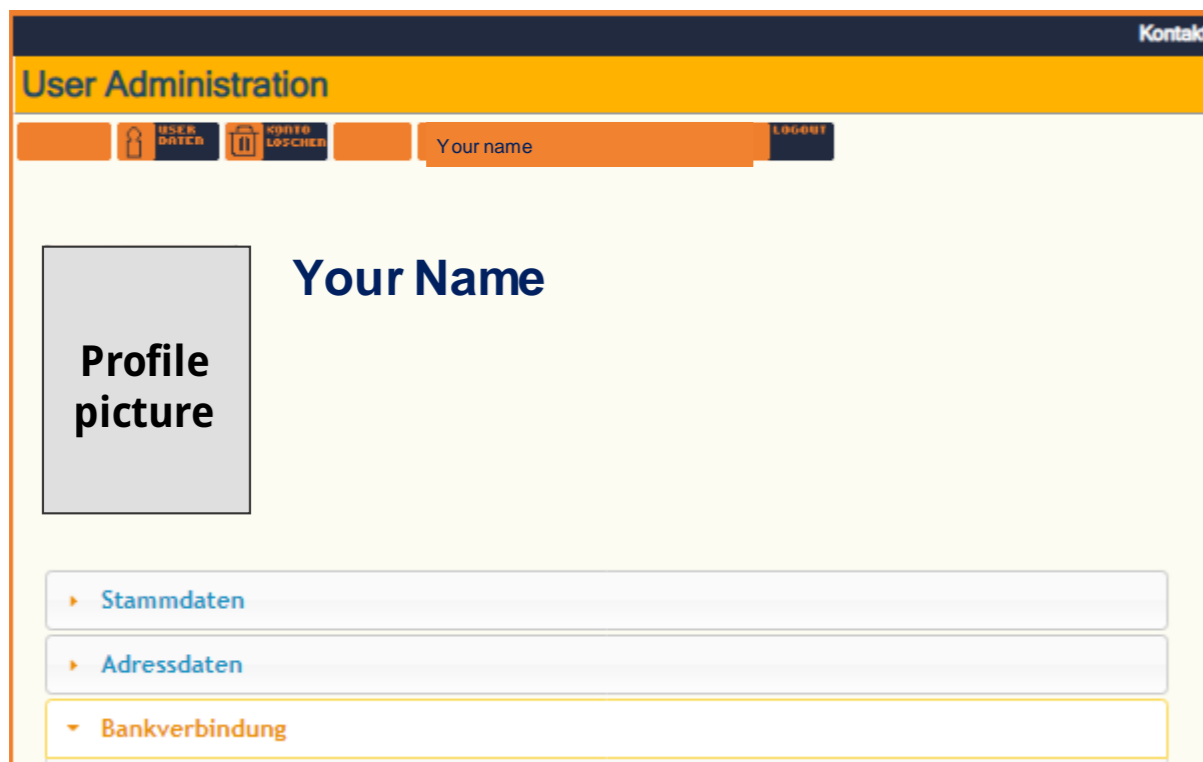 Kontak
User Administration
USER DATEN KONTO LÖSCHEN Your name LOGOUT
Your Name
Profile
picture
Stammdaten
Adressdaten
Bankverbindung